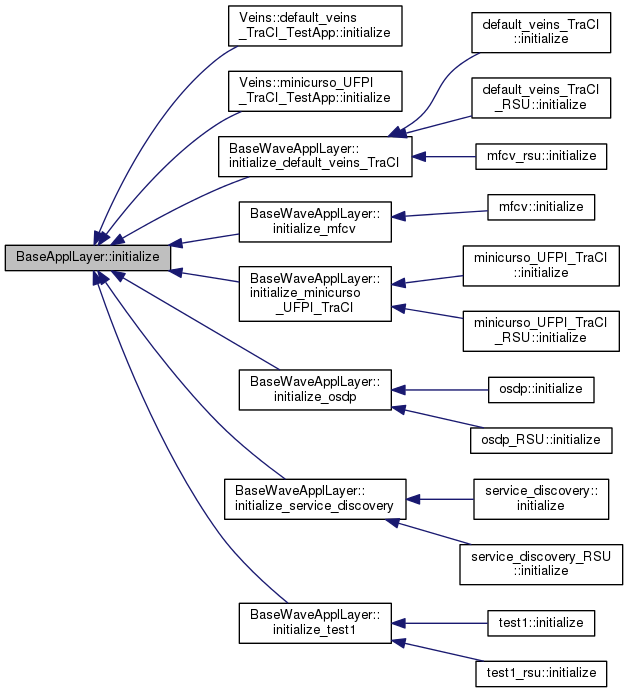 BaseApplLayer::initialize
Veins::default_veins
_TraCI_TestApp::initialize
Veins::minicurso_UFPI
_TraCI_TestApp::initialize
BaseWaveApplLayer::
initialize_default_veins_TraCI
default_veins_TraCI
::initialize
default_veins_TraCI
_RSU::initialize
mfcv_rsu::initialize
BaseWaveApplLayer::
initialize_mfcv
mfcv::initialize
BaseWaveApplLayer::
initialize_minicurso
_UFPI_TraCI
minicurso_UFPI_TraCI
::initialize
minicurso_UFPI_TraCI
_RSU::initialize
BaseWaveApplLayer::
initialize_osdp
osdp::initialize
osdp_RSU::initialize
BaseWaveApplLayer::
initialize_service_discovery
service_discovery::
initialize
service_discovery_RSU
::initialize
BaseWaveApplLayer::
initialize_test1
test1::initialize
test1_rsu::initialize